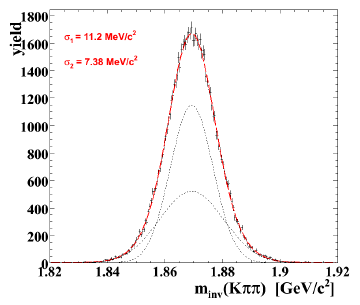 yield
σ1 = 11.2 MeV/c²
σ2 = 7.38 MeV/c²
1600
1400
1200
1000
800
600
400
200
0
1.82 1.84 1.86 1.88 1.9 1.92
minv(Kππ) [GeV/c²]